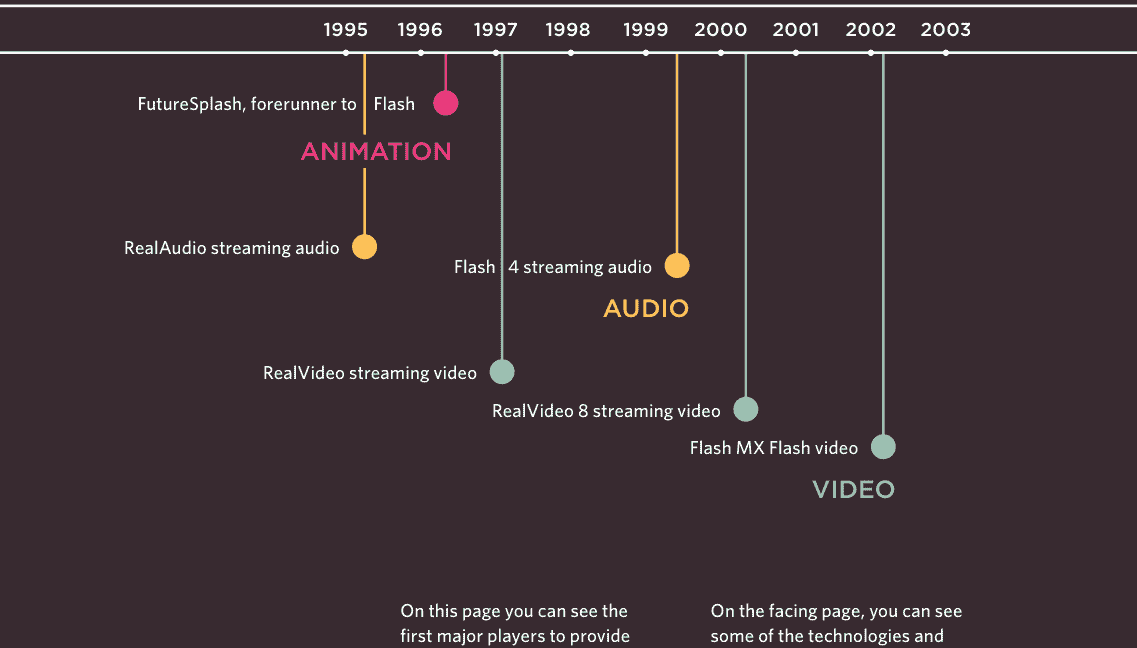 1995 1996 1997 1998 1999 2000 2001 2002 2003
FutureSplash, forerunner to Flash
ANIMATION
RealAudio streaming audio
Flash 4 streaming audio
AUDIO
RealVideo streaming video
RealVideo 8 streaming video
Flash MX Flash video
VIDEO
On this page you can see the
first major players to provide
On the facing page, you can see
some of the technologies and